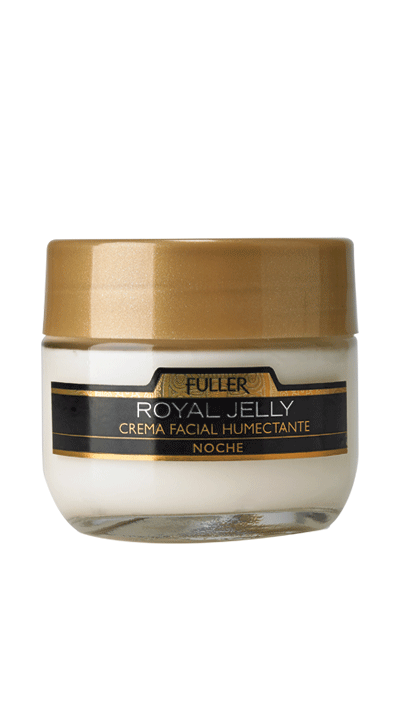 FULLER
ROYAL JELLY
CREMA FACIAL HUMECTANTE
NOCHE